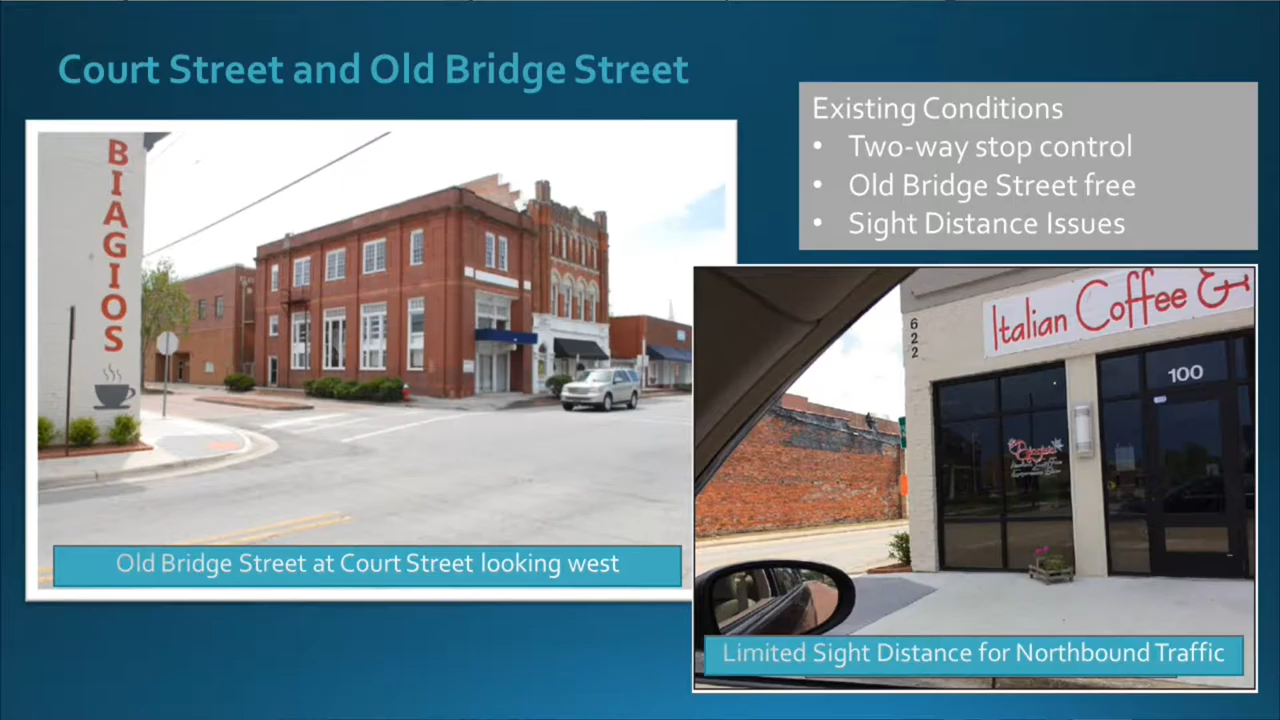 Court Street and Old Bridge Street
Existing Conditions
• Two-way stop control
• Old Bridge Street free
• Sight Distance Issues
BIAGIOS
Old Bridge Street at Court Street looking west
Italian Coffee &
622
100
Limited Sight Distance for Northbound Traffic